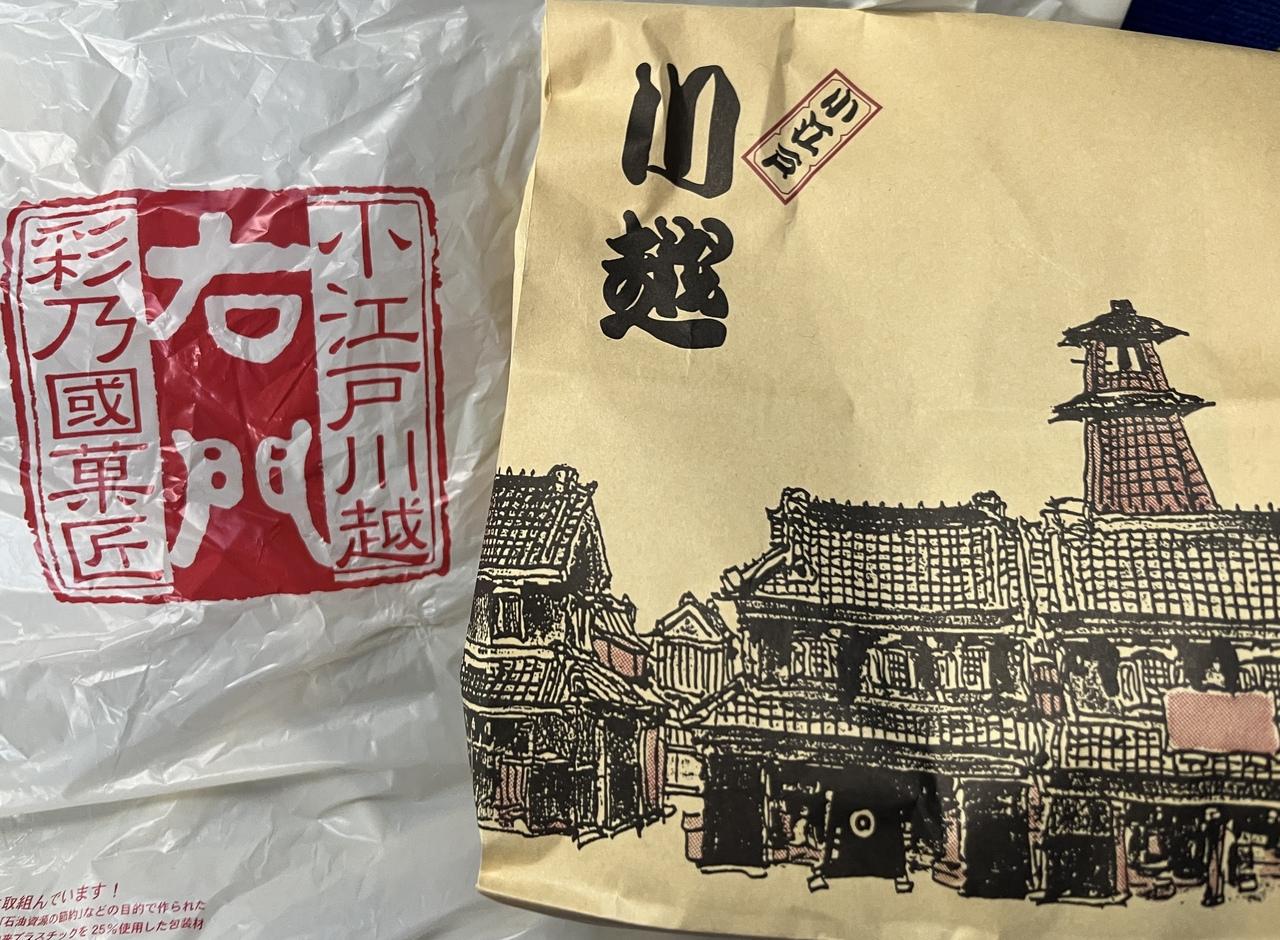 小江戸川越
右門
彩乃國菓匠
取組んでいます！
「石油資源の節約」などの目的で作られた
プラスチックを25%使用した包装材
川越
小江戸